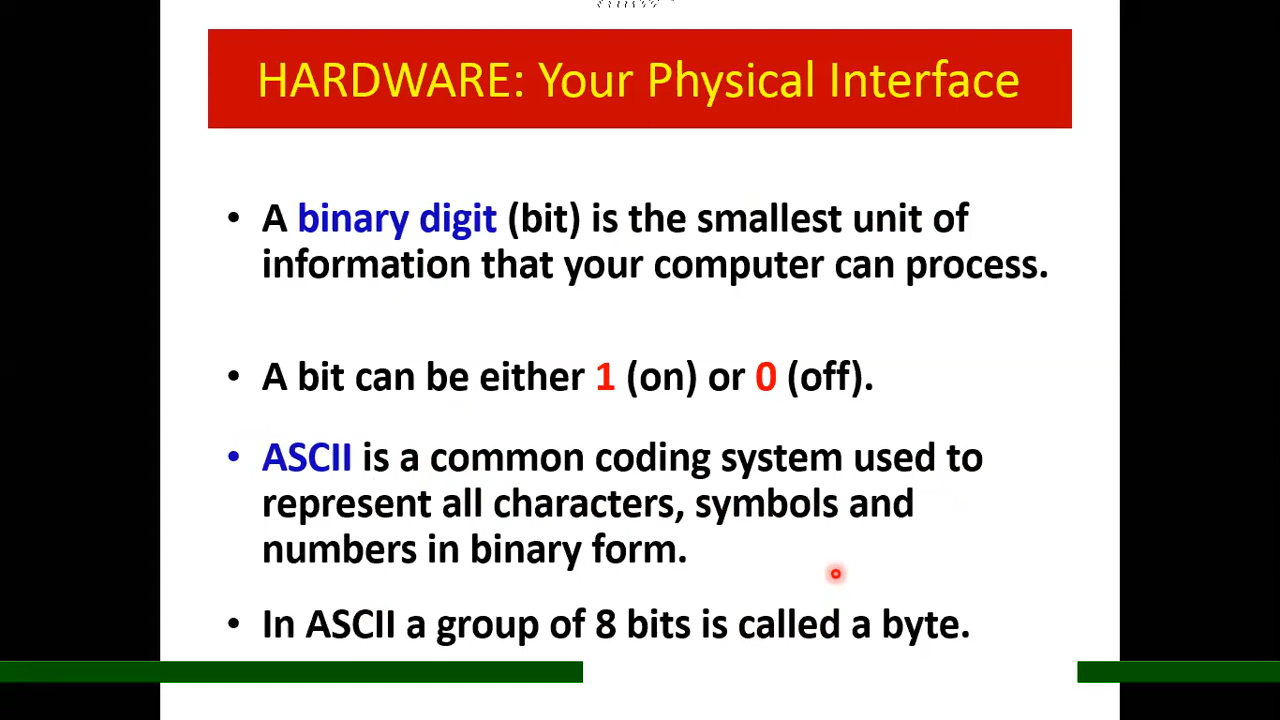 HARDWARE: Your Physical Interface
• A binary digit (bit) is the smallest unit of
information that your computer can process.
• A bit can be either 1 (on) or 0 (off).
• ASCII is a common coding system used to
represent all characters, symbols and
numbers in binary form.
• In ASCII a group of 8 bits is called a byte.